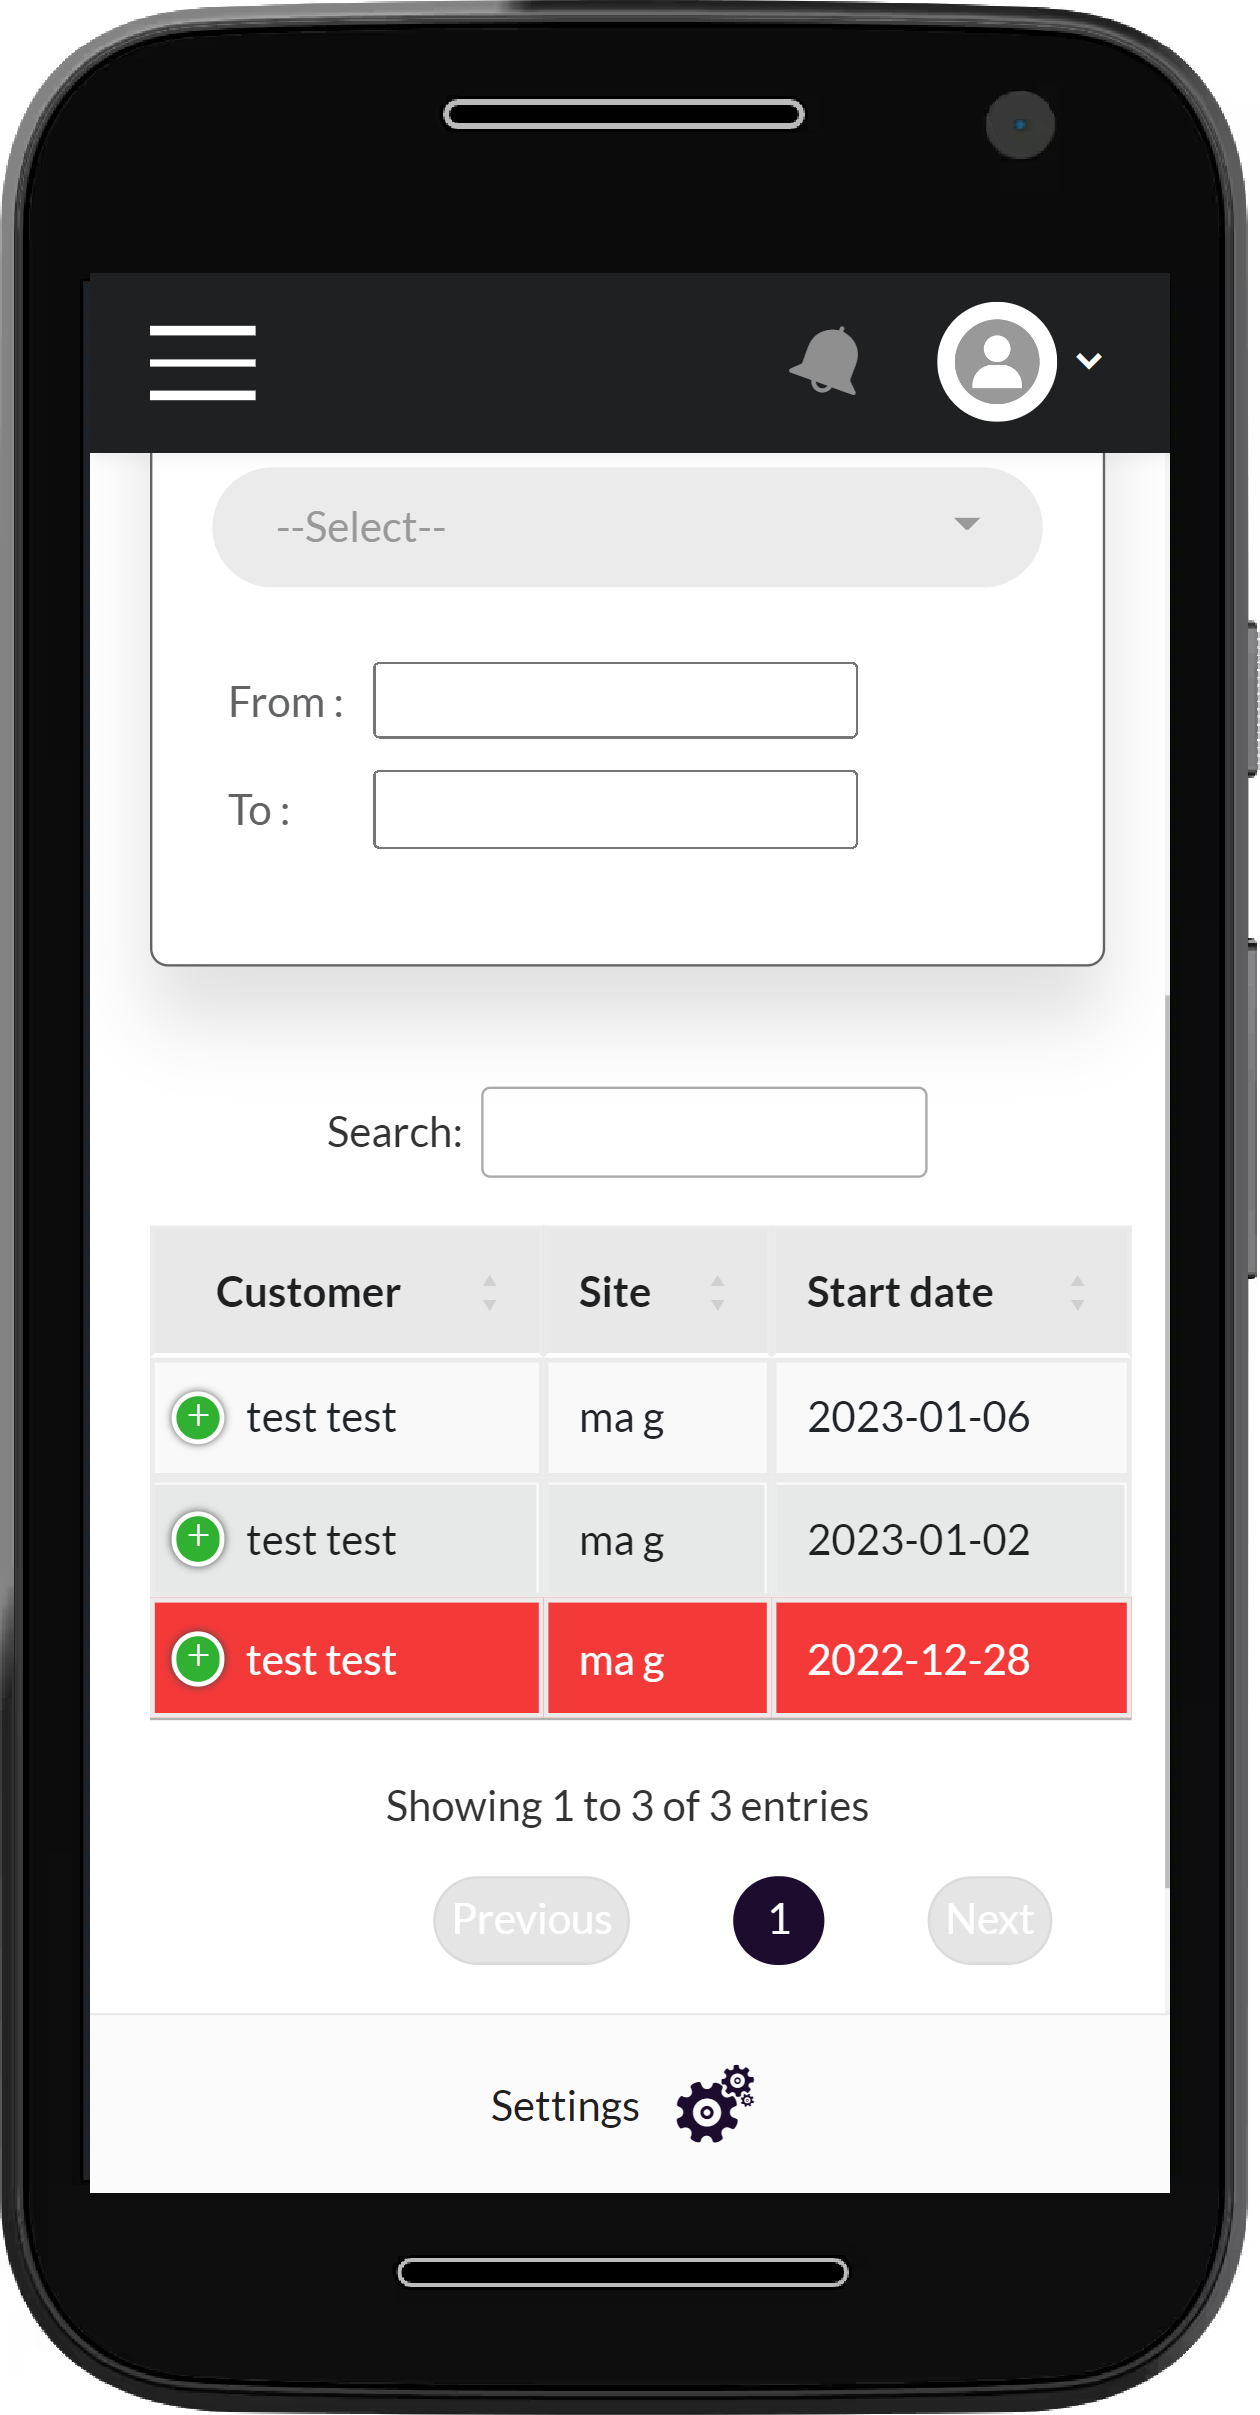 --Select--
From :
To :
Search:
Customer Site Start date
test test ma g 2023-01-06
test test ma g 2023-01-02
test test ma g 2022-12-28
Showing 1 to 3 of 3 entries
Previous 1 Next
Settings